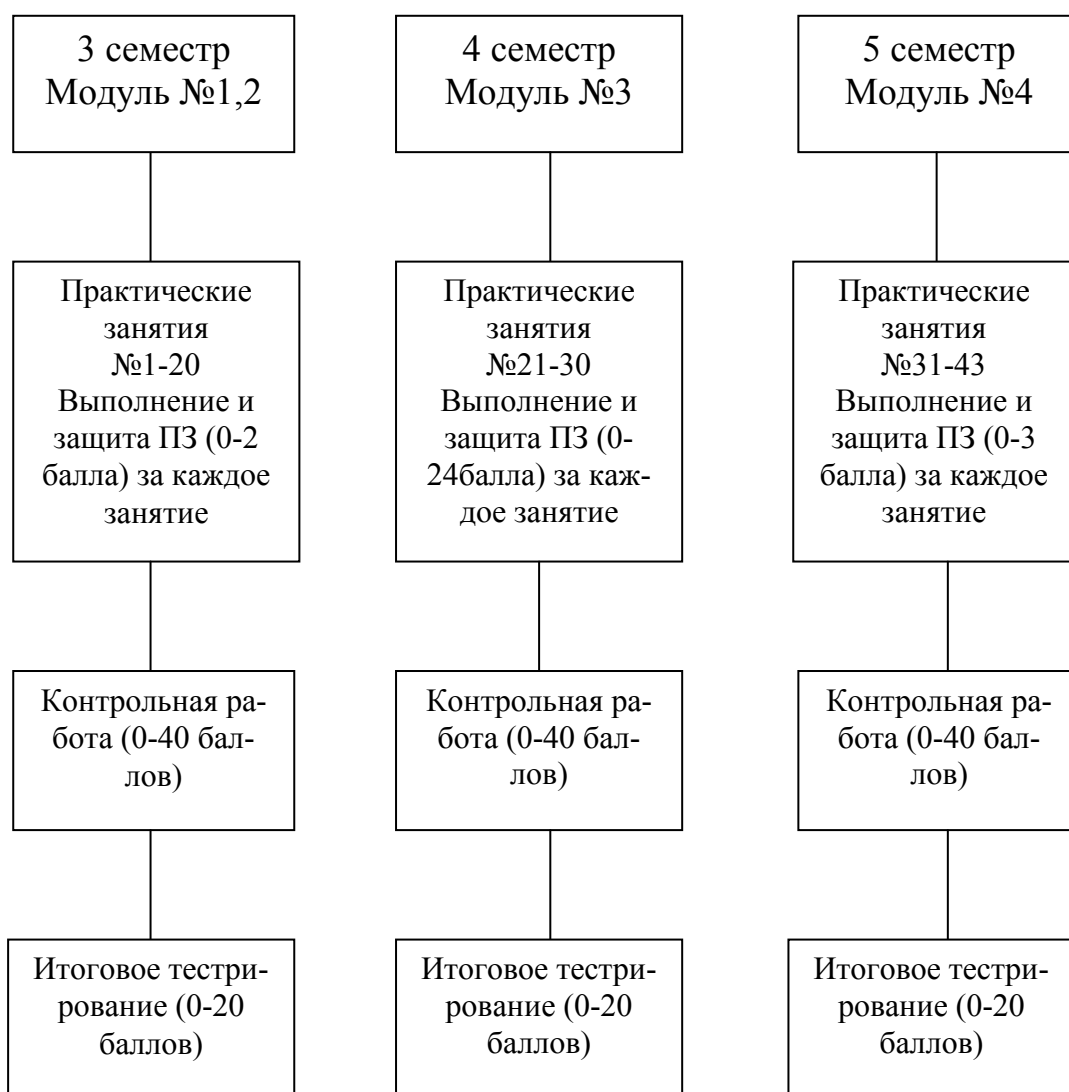 3 семестр
Модуль №1,2
4 семестр
Модуль №3
5 семестр
Модуль №4
Практические
занятия
№1-20
Выполнение и
защита ПЗ (0-2
балла) за каждое
занятие
Практические
занятия
№21-30
Выполнение и
защита ПЗ (0-
24балла) за каж-
дое занятие
Практические
занятия
№31-43
Выполнение и
защита ПЗ (0-3
балла) за каждое
занятие
Контрольная ра-
бота (0-40 бал-
лов)
Контрольная ра-
бота (0-40 бал-
лов)
Контрольная ра-
бота (0-40 бал-
лов)
Итоговое тестри-
рование (0-20
баллов)
Итоговое тестри-
рование (0-20
баллов)
Итоговое тестри-
рование (0-20
баллов)